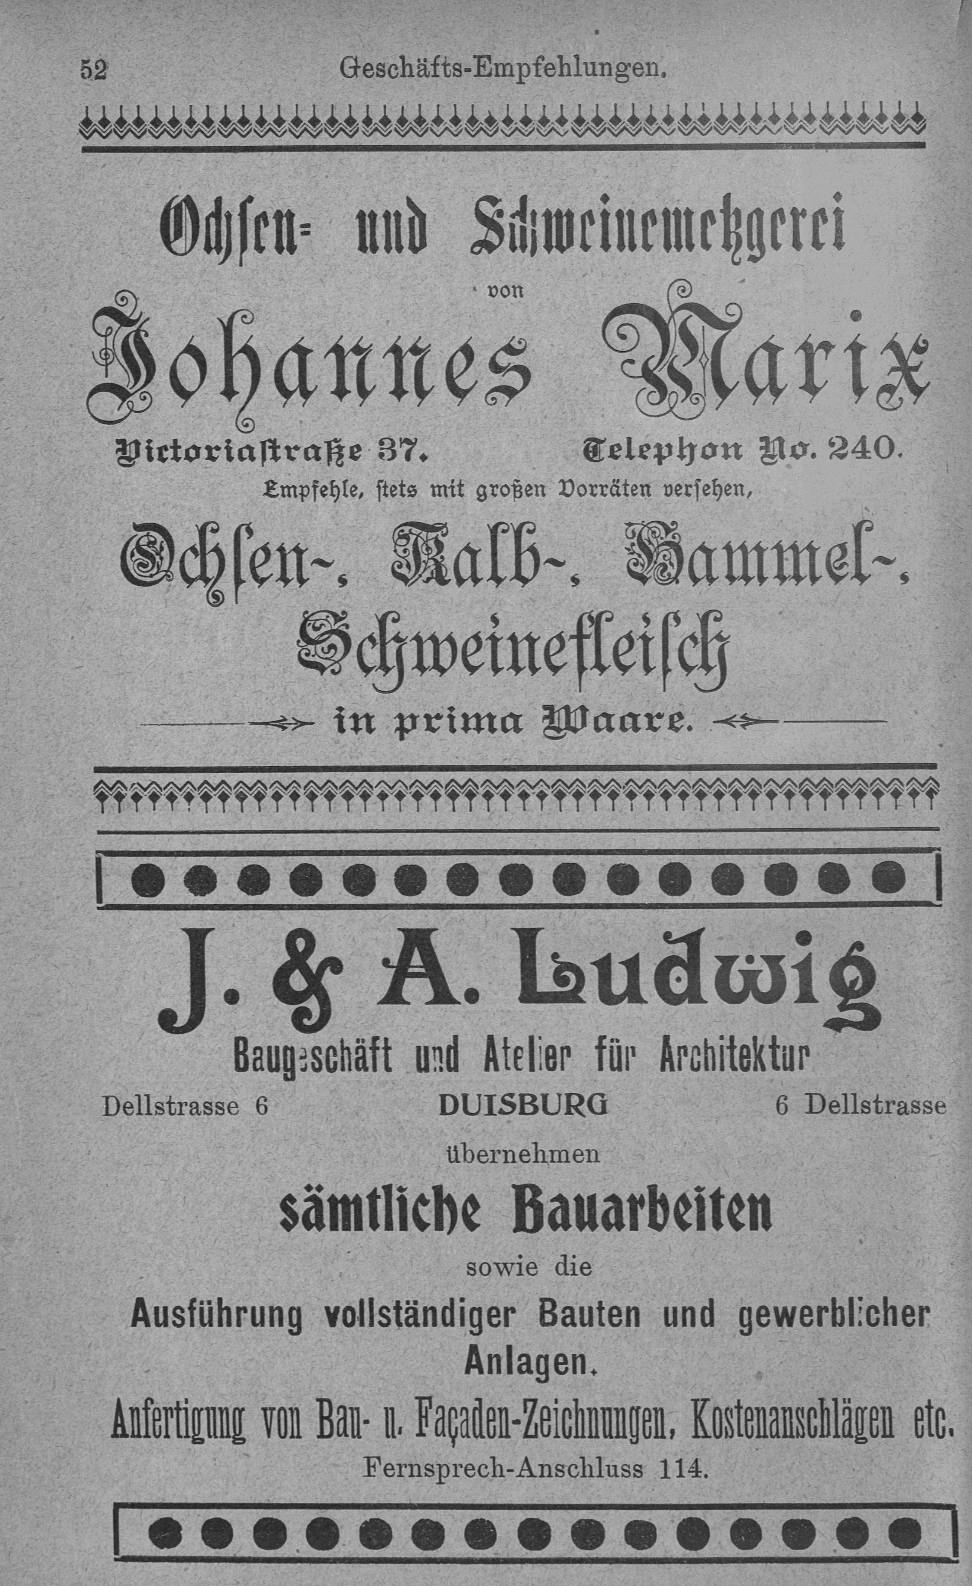 52 Geschäfts-Empfehlungen.
Ochsen- und Schweinemetzgerei
von
Johannes Marix
Victoriastraße 37. Telephon No. 240.
Empfehle, stets mit großen Vorräten versehen,
Ochsen-, Kalb-, Hammel-,
Schweinefleisch
in prima Waare.
J. & A. Ludwig
Baugeschäft und Atelier für Architektur
Dellstrasse 6 DUISBURG 6 Dellstrasse
übernehmen
sämtliche Bauarbeiten
sowie die
Ausführung vollständiger Bauten und gewerblicher
Anlagen.
Anfertigung von Bau- u. Façaden-Zeichnungen, Kostenanschlägen etc.
Fernsprech-Anschluss 114.